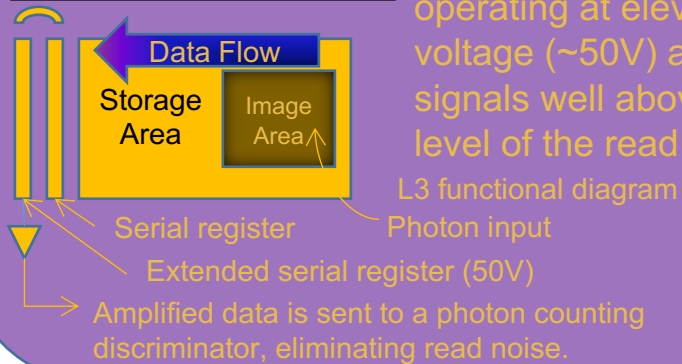 operating at
voltage (~50V)
signals well
level of the read
Data Flow
Storage
Area
Image
Area
L3 functional diagram
Photon input
Serial register
Extended serial register (50V)
Amplified data is sent to a photon counting
discriminator, eliminating read noise.